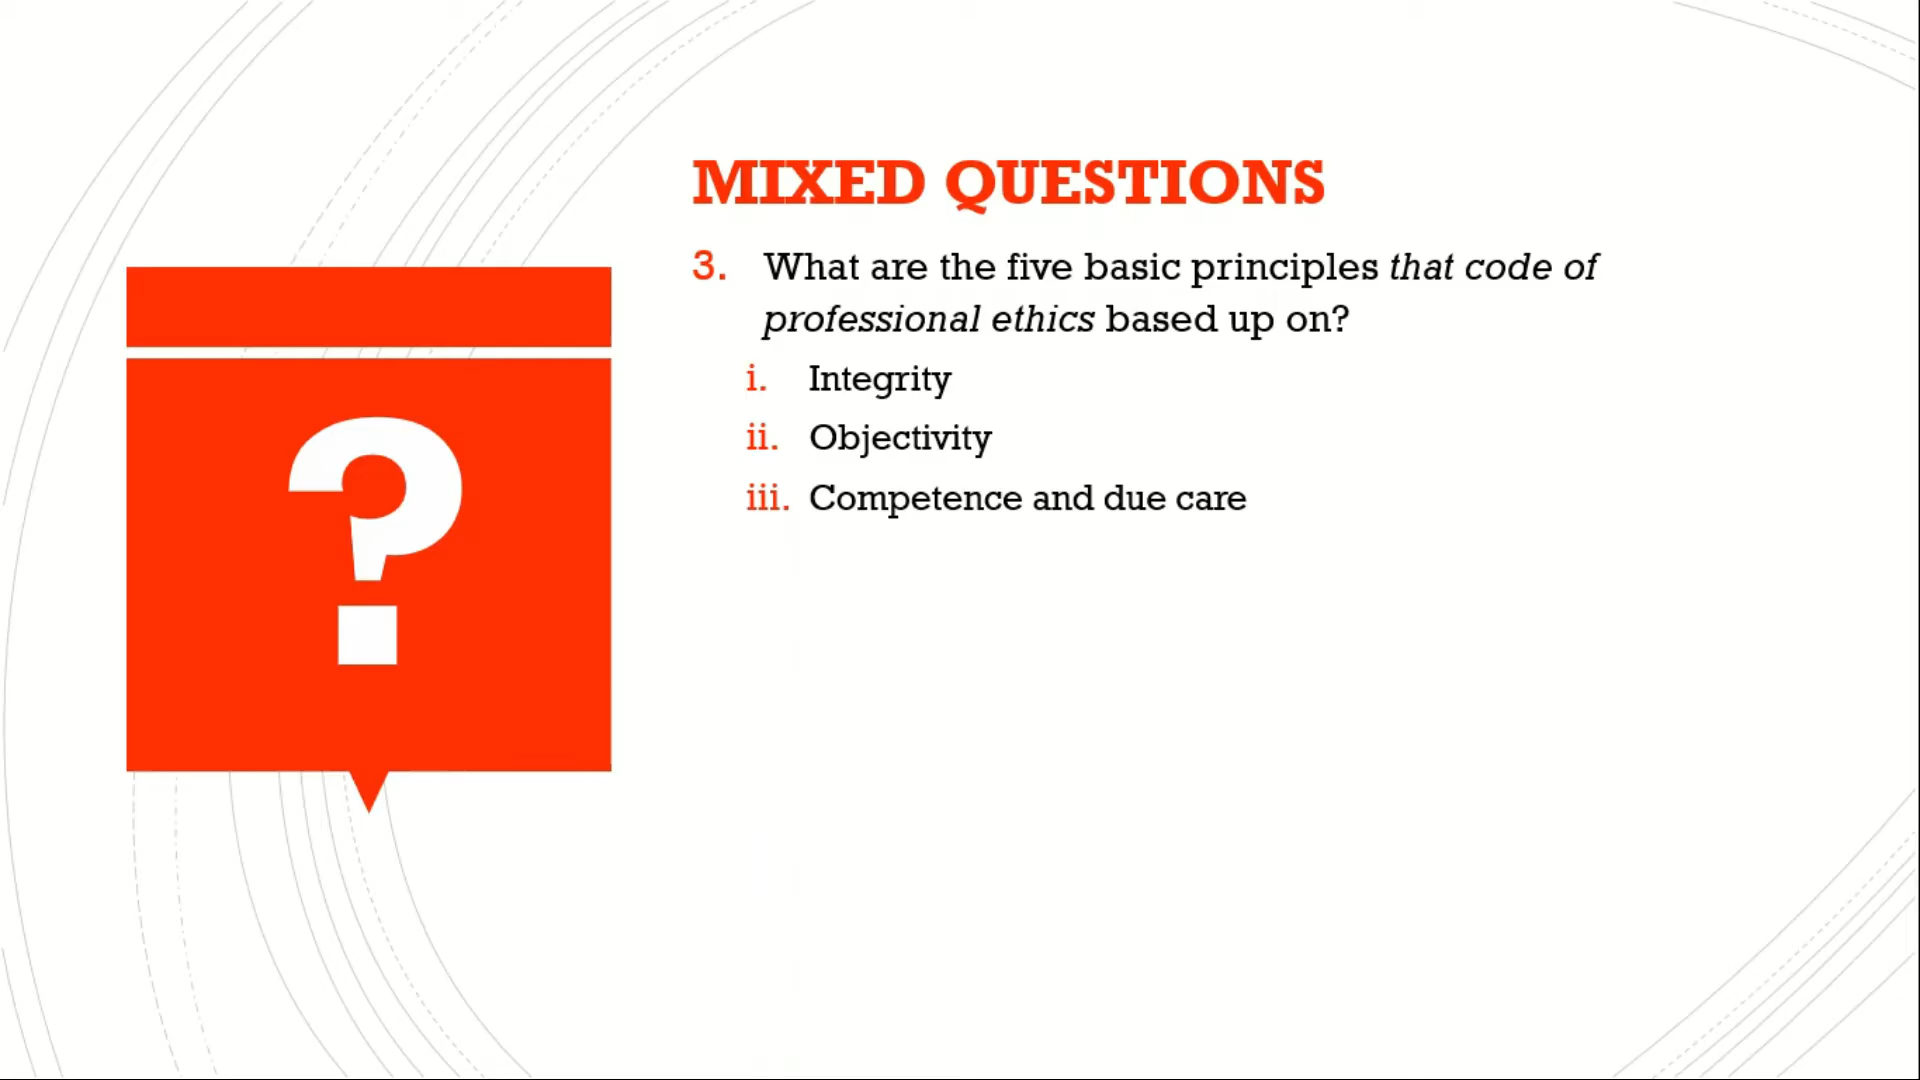 MIXED QUESTIONS
3. What are the five basic principles that code of
professional ethics based up on?
i. Integrity
ii. Objectivity
iii. Competence and due care
?